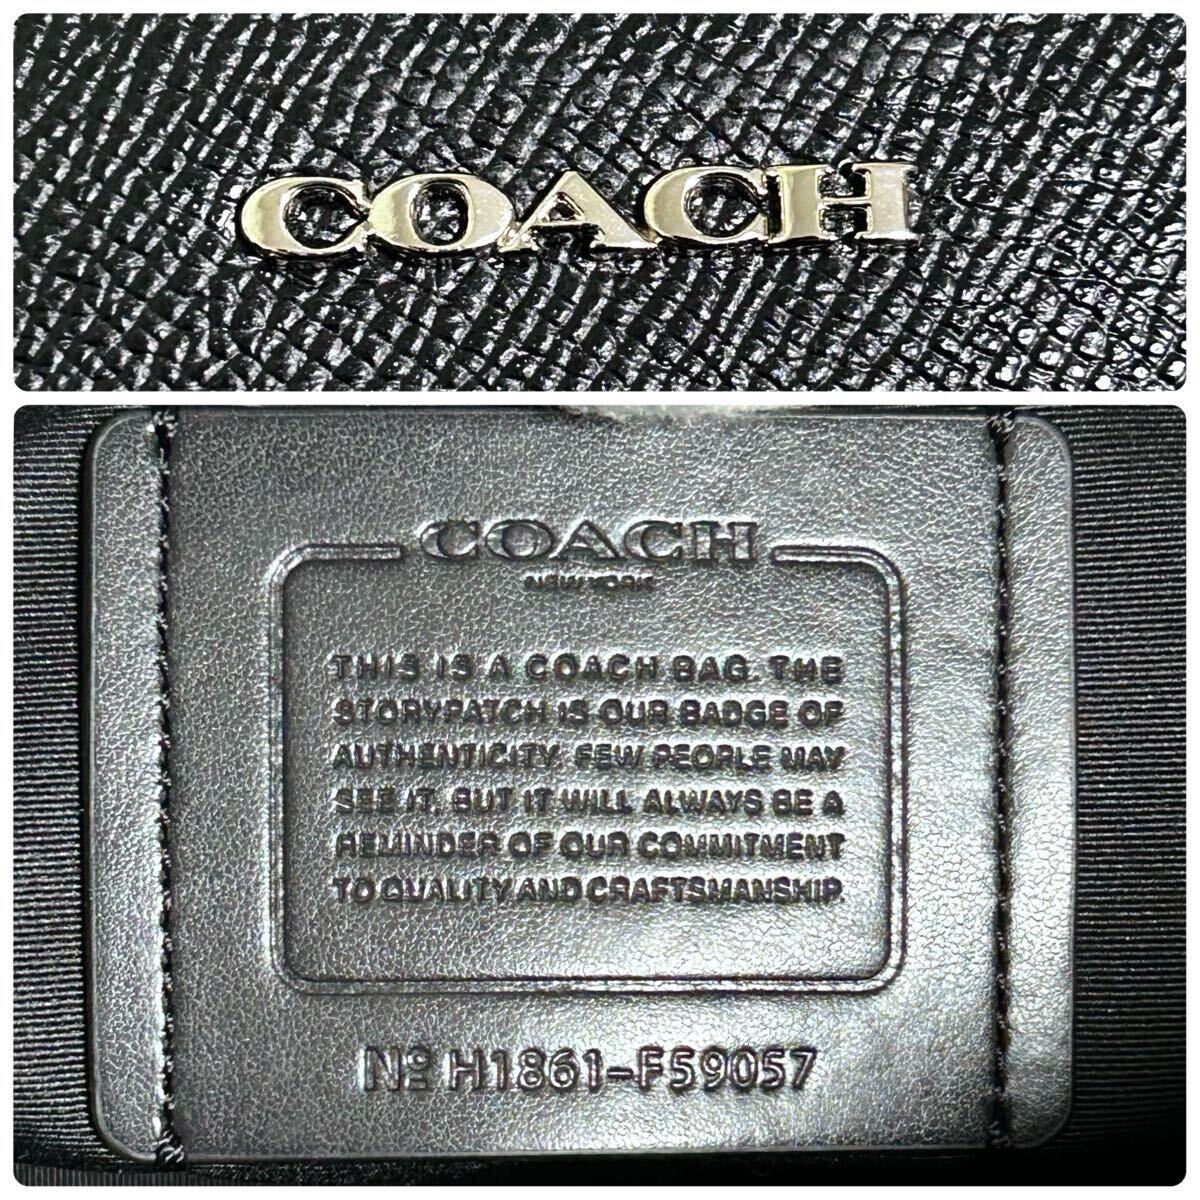 COACH
COACH
NEW YORK
THIS IS A COACH BAG. THE
STORYPATCH IS OUR BADGE OF
AUTHENTICITY. FEW PEOPLE MAY
SEE IT. BUT IT WILL ALWAYS BE A
REMINDER OF OUR COMMITMENT
TO QUALITY AND CRAFTSMANSHIP.
Nº H1861-F59057